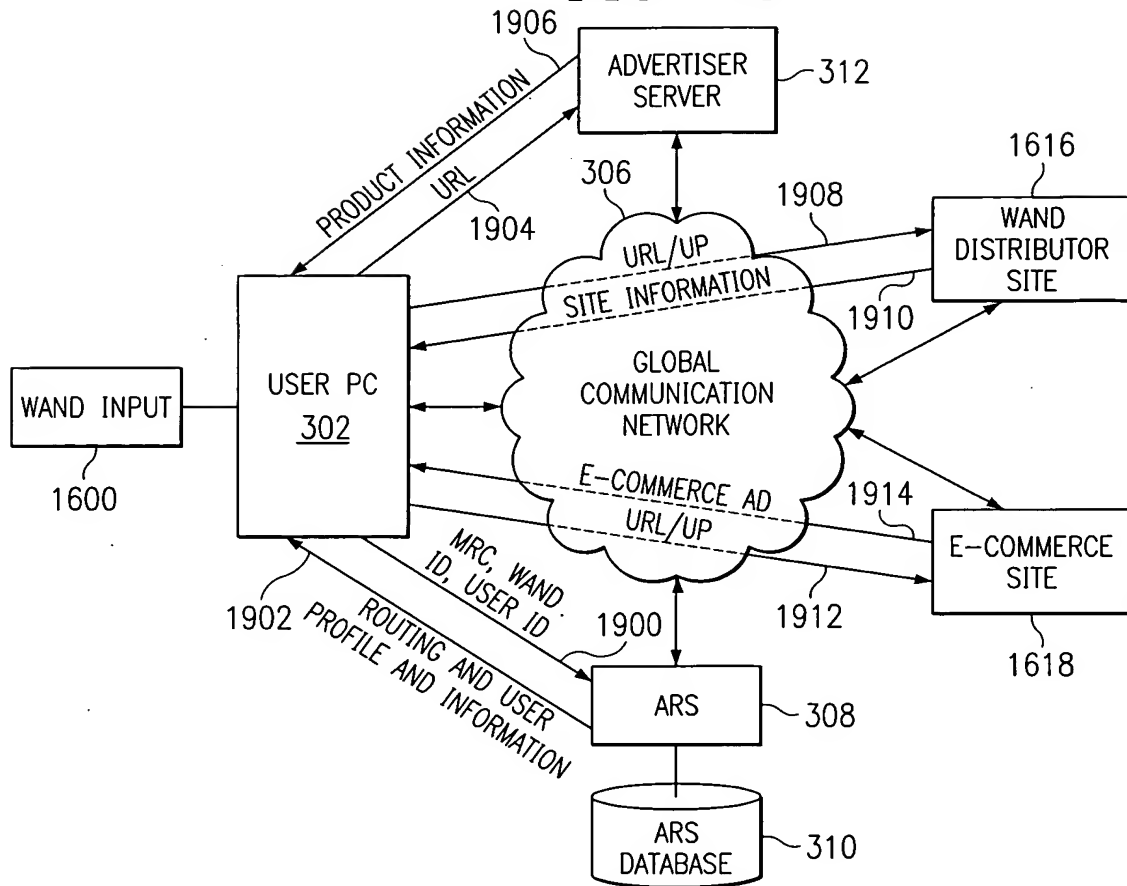 1906
ADVERTISER
SERVER
312
PRODUCT INFORMATION
URL
1904
306
1908
1616
URL/UP
SITE INFORMATION
WAND
DISTRIBUTOR
SITE
1910
USER PC
302
WAND INPUT
1600
GLOBAL
COMMUNICATION
NETWORK
E-COMMERCE AD
URL/UP
1914
1912
E-COMMERCE
SITE
1618
MRC, WAND.
ID, USER ID
1900
1902
ROUTING AND USER
PROFILE AND INFORMATION
ARS
308
ARS
DATABASE
310